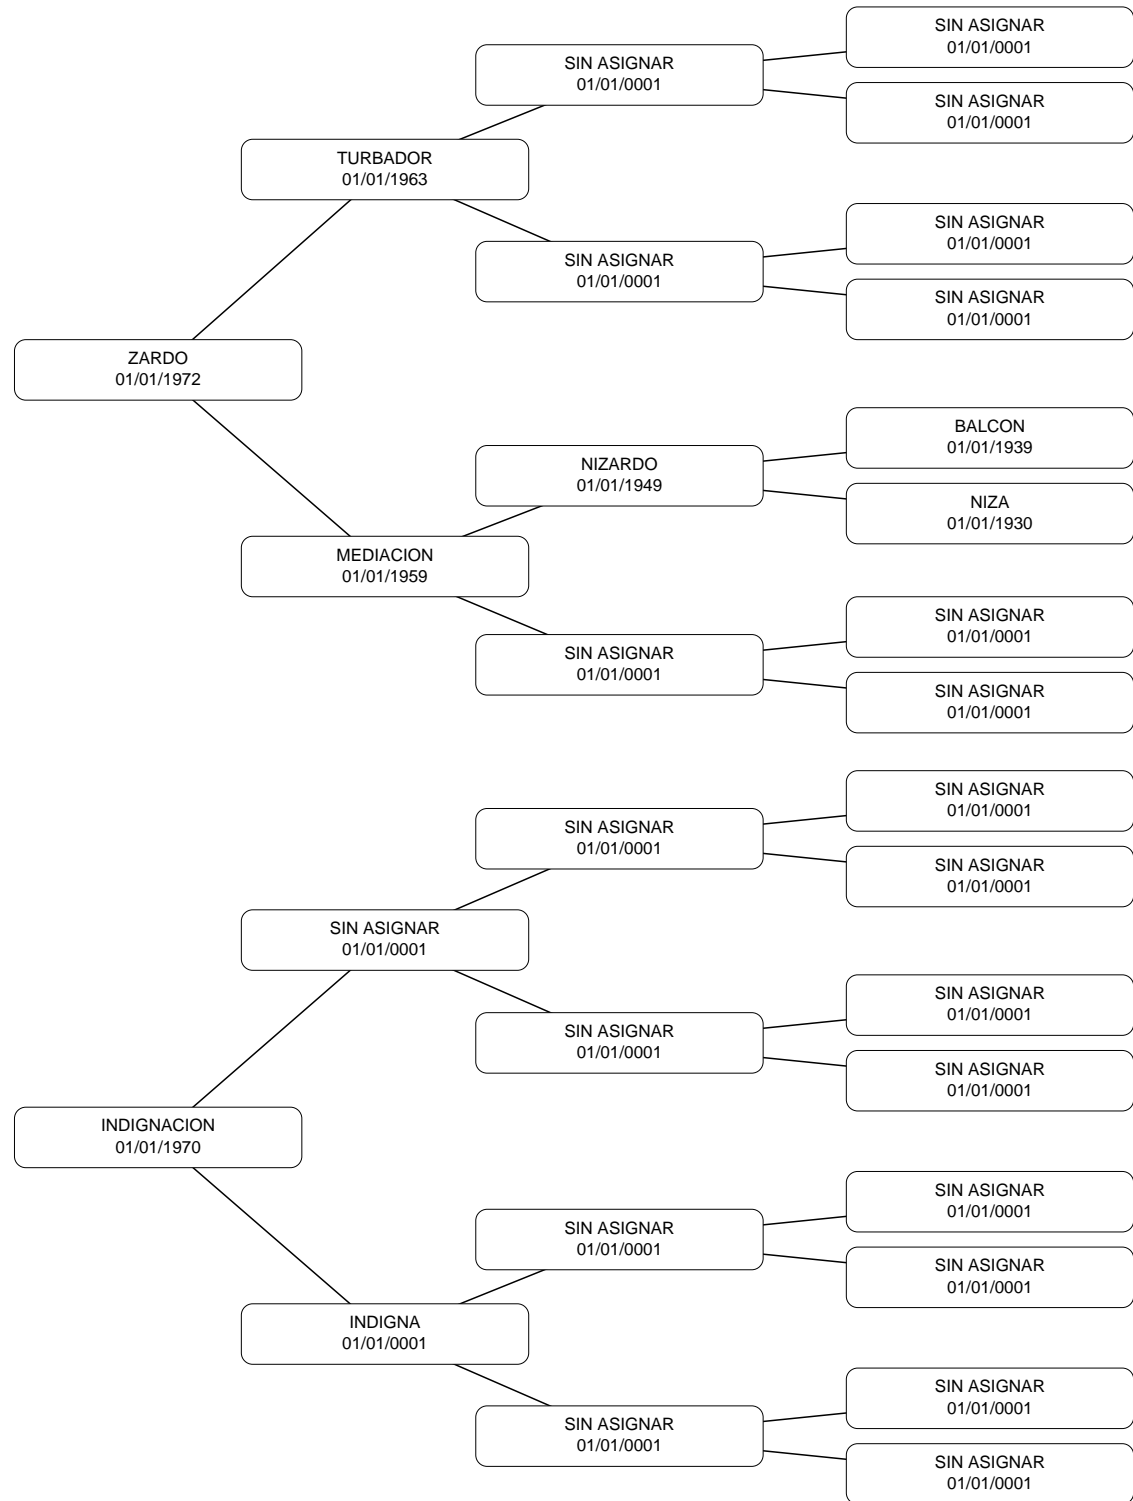 SIN ASIGNAR
01/01/0001
SIN ASIGNAR
01/01/0001
SIN ASIGNAR
01/01/0001
TURBADOR
01/01/1963
SIN ASIGNAR
01/01/0001
SIN ASIGNAR
01/01/0001
SIN ASIGNAR
01/01/0001
ZARDO
01/01/1972
BALCON
01/01/1939
NIZARDO
01/01/1949
NIZA
01/01/1930
MEDIACION
01/01/1959
SIN ASIGNAR
01/01/0001
SIN ASIGNAR
01/01/0001
SIN ASIGNAR
01/01/0001
SIN ASIGNAR
01/01/0001
SIN ASIGNAR
01/01/0001
SIN ASIGNAR
01/01/0001
SIN ASIGNAR
01/01/0001
SIN ASIGNAR
01/01/0001
SIN ASIGNAR
01/01/0001
SIN ASIGNAR
01/01/0001
INDIGNACION
01/01/1970
SIN ASIGNAR
01/01/0001
SIN ASIGNAR
01/01/0001
SIN ASIGNAR
01/01/0001
INDIGNA
01/01/0001
SIN ASIGNAR
01/01/0001
SIN ASIGNAR
01/01/0001
SIN ASIGNAR
01/01/0001